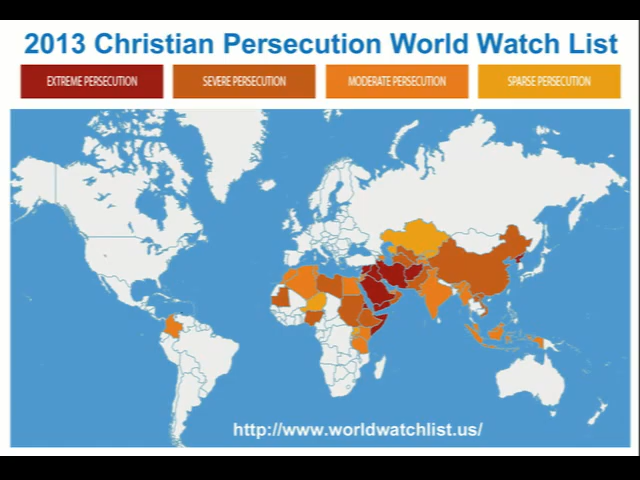 2013 Christian Persecution World Watch List
EXTREME PERSECUTION
SEVERE PERSECUTION
MODERATE PERSECUTION
SPARSE PERSECUTION
http://www.worldwatchlist.us/